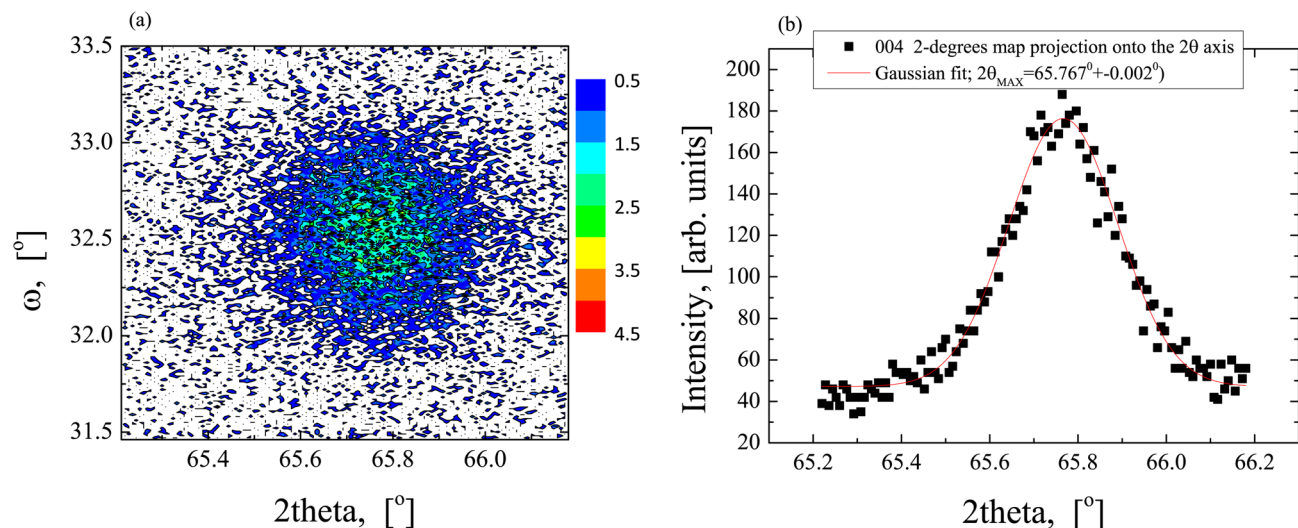 (a)
33.5
33.0
32.5
32.0
31.5
ω, [°]
65.4 65.6 65.8 66.0
2theta, [°]
0.5
1.5
2.5
3.5
4.5
(b)
004 2-degrees map projection onto the 2θ axis
Gaussian fit; 2θMAX=65.767⁰+-0.002⁰)
200
180
160
140
120
100
80
60
40
20
Intensity, [arb. units]
65.2 65.4 65.6 65.8 66.0 66.2
2theta, [°]